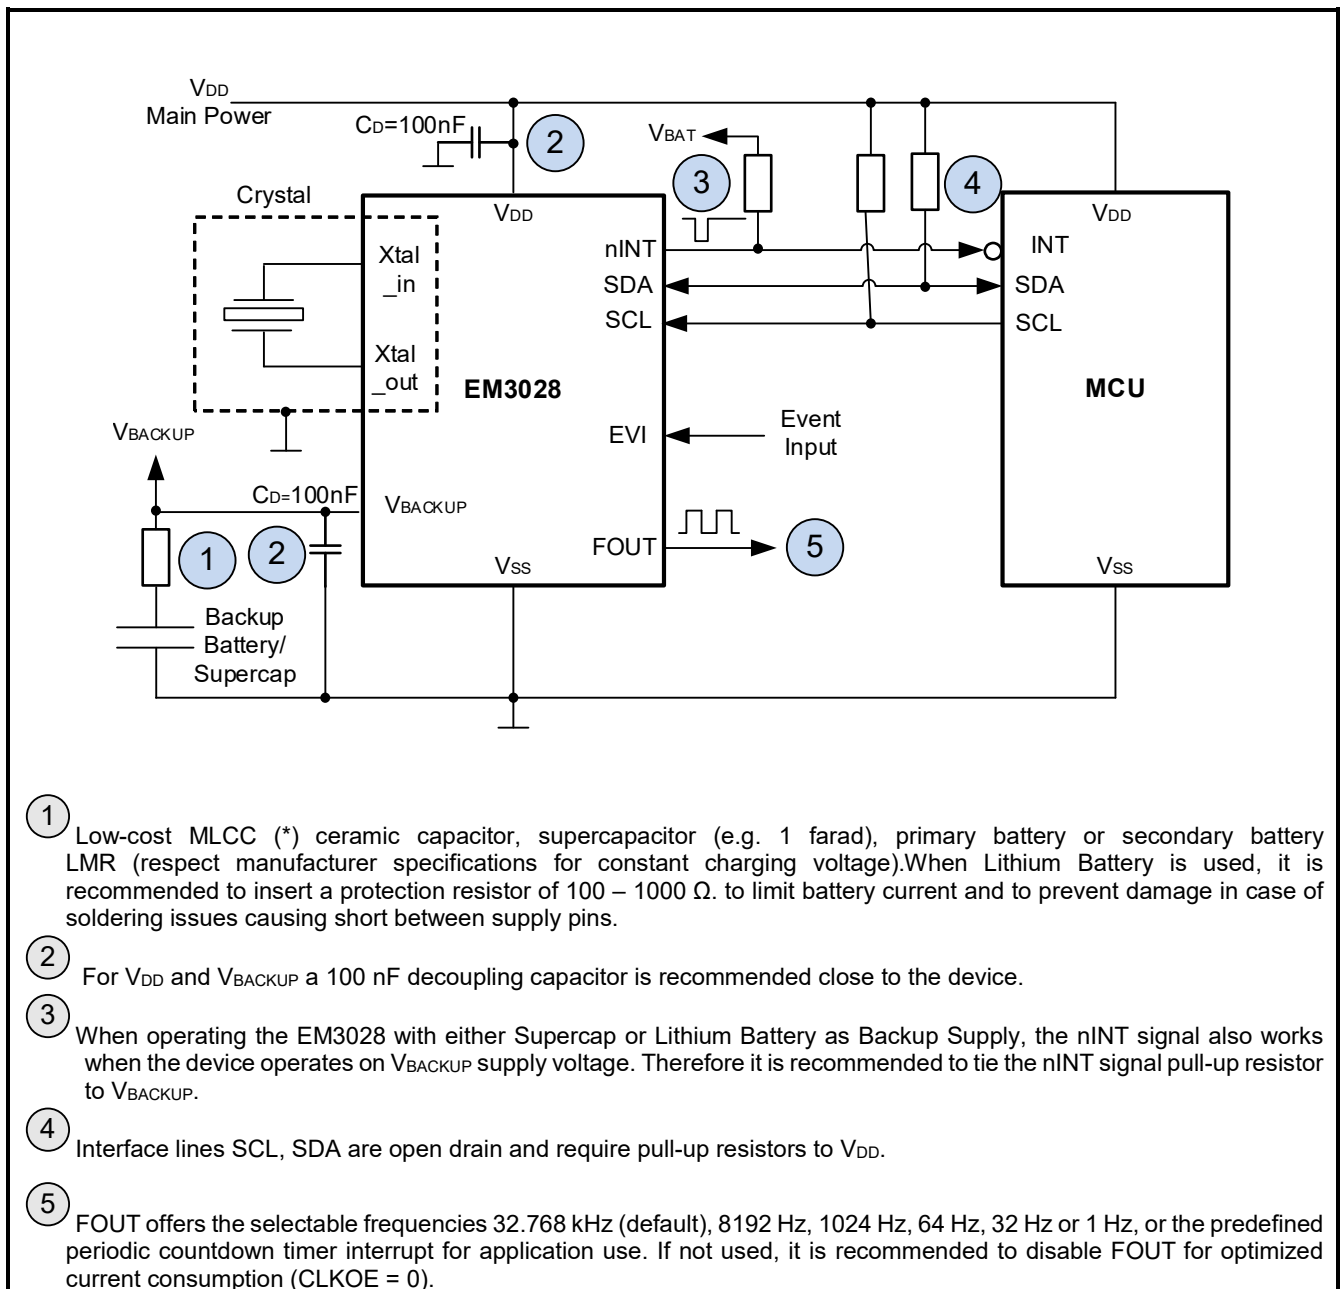 VDD
Main Power
CD=100nF
2
VBAT
3
4
Crystal
VDD
VDD
Xtal
_in
nINT
INT
SDA
SDA
SCL
SCL
Xtal
_out
EM3028
MCU
VBACKUP
EVI
Event
Input
CD=100nF
VBACKUP
1
2
FOUT
5
VSS
VSS
Backup
Battery/
Supercap
1
Low-cost MLCC (*) ceramic capacitor, supercapacitor (e.g. 1 farad), primary battery or secondary battery
LMR (respect manufacturer specifications for constant charging voltage).When Lithium Battery is used, it is
recommended to insert a protection resistor of 100 – 1000 Ω. to limit battery current and to prevent damage in case of
soldering issues causing short between supply pins.
2
For VDD and VBACKUP a 100 nF decoupling capacitor is recommended close to the device.
3
When operating the EM3028 with either Supercap or Lithium Battery as Backup Supply, the nINT signal also works
when the device operates on VBACKUP supply voltage. Therefore it is recommended to tie the nINT signal pull-up resistor
to VBACKUP.
4
Interface lines SCL, SDA are open drain and require pull-up resistors to VDD.
5
FOUT offers the selectable frequencies 32.768 kHz (default), 8192 Hz, 1024 Hz, 64 Hz, 32 Hz or 1 Hz, or the predefined
periodic countdown timer interrupt for application use. If not used, it is recommended to disable FOUT for optimized
current consumption (CLKOE = 0).